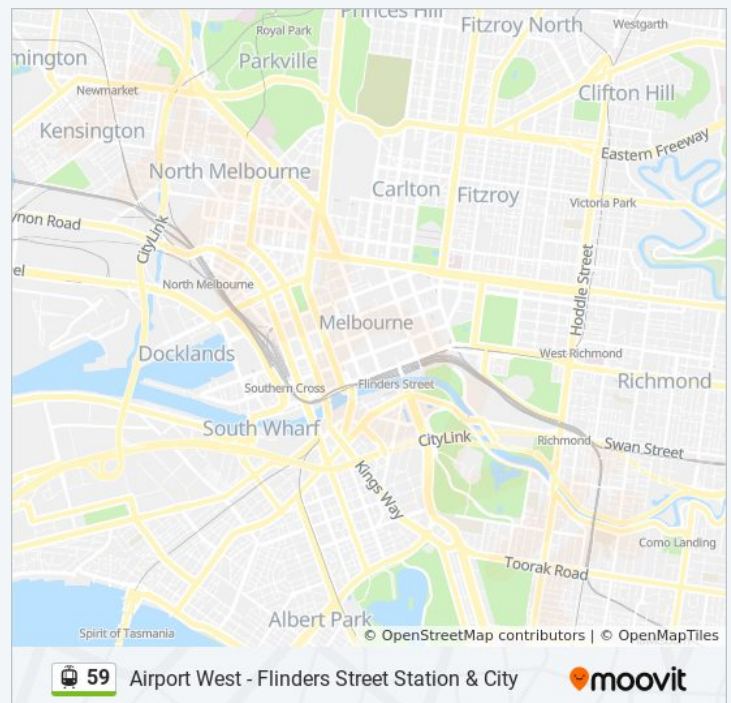 Princes Hill
Fitzroy North
Westgarth
Royal Park
mington
Parkville
Newmarket
Clifton Hill
Kensington
Eastern Freeway
North Melbourne
Carlton
Fitzroy
Victoria Park
ynon Road
CityLink
el
North Melbourne
Hoddle Street
Melbourne
Docklands
West Richmond
Southern Cross
Flinders Street
Richmond
South Wharf
CityLink
Richmond
Swan Street
Kings Way
Como Landing
Toorak Road
Albert Park
Spirit of Tasmania
© OpenStreetMap contributors | © OpenMapTiles
59 Airport West - Flinders Street Station & City
moovit